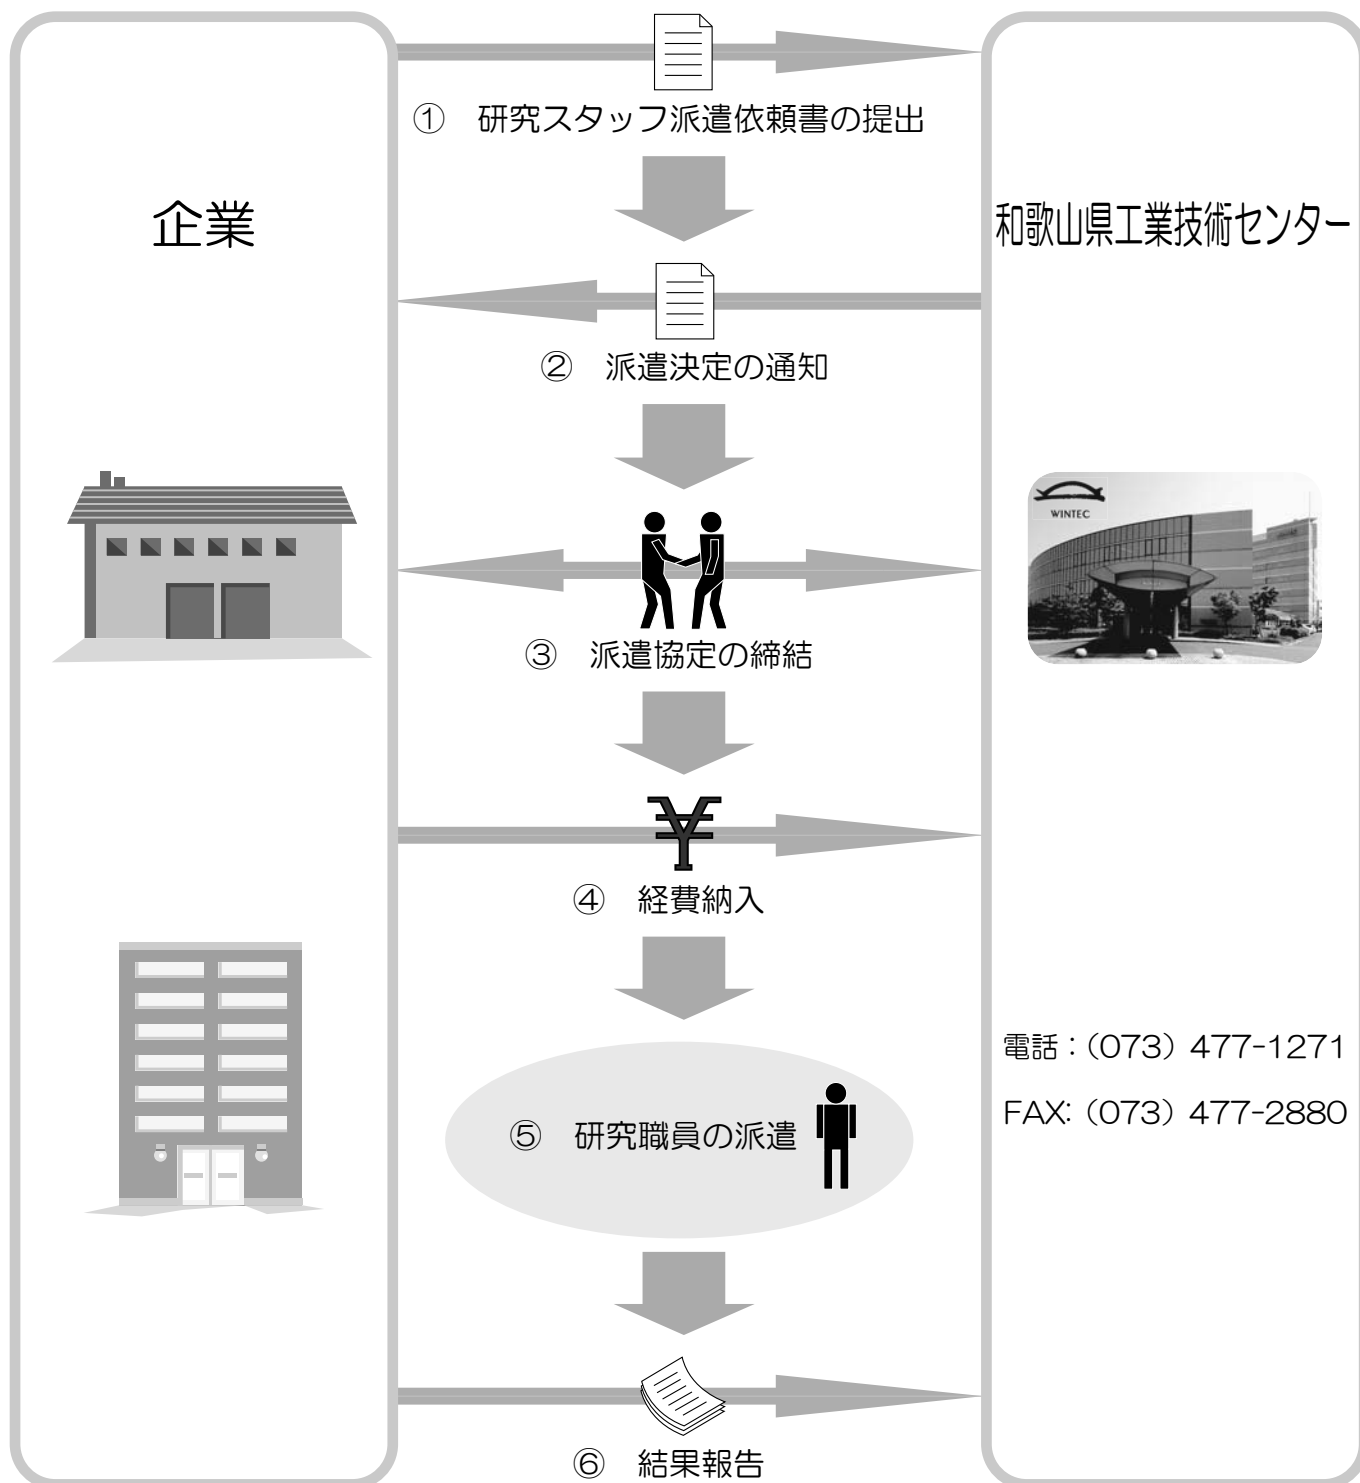 ① 研究スタッフ派遣依頼書の提出
企業
和歌山県工業技術センター
② 派遣決定の通知
WINTEC
③ 派遣協定の締結
¥
④ 経費納入
電話：(073) 477-1271
FAX: (073) 477-2880
⑤ 研究職員の派遣
⑥ 結果報告